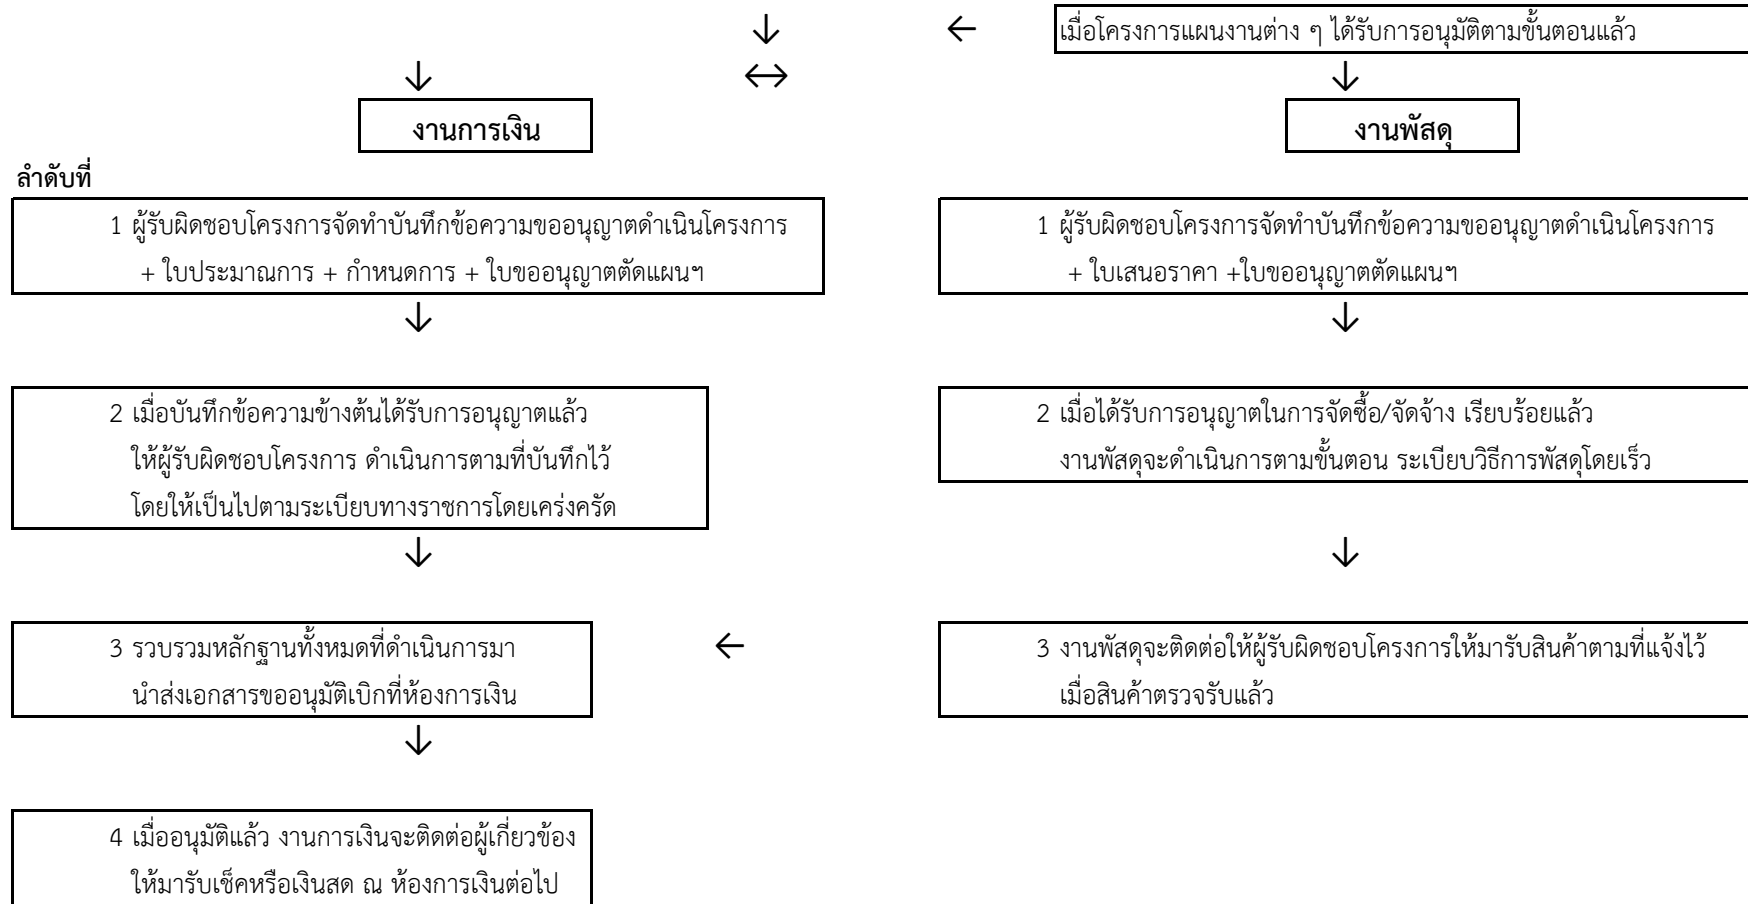 เมื่อโครงการแผนงานต่าง ๆ ได้รับการอนุมัติตามขั้นตอนแล้ว
งานการเงิน
งานพัสดุ
ลำดับที่
1 ผู้รับผิดชอบโครงการจัดทำบันทึกข้อความขออนุญาตดำเนินโครงการ
+ ใบประมาณการ + กำหนดการ + ใบขออนุญาตตัดแผนฯ
2 เมื่อบันทึกข้อความข้างต้นได้รับการอนุญาตแล้ว
ให้ผู้รับผิดชอบโครงการ ดำเนินการตามที่บันทึกไว้
โดยให้เป็นไปตามระเบียบทางราชการโดยเคร่งครัด
3 รวบรวมหลักฐานทั้งหมดที่ดำเนินการมา
นำส่งเอกสารขออนุมัติเบิกที่ห้องการเงิน
4 เมื่ออนุมัติแล้ว งานการเงินจะติดต่อผู้เกี่ยวข้อง
ให้มารับเช็คหรือเงินสด ณ ห้องการเงินต่อไป
1 ผู้รับผิดชอบโครงการจัดทำบันทึกข้อความขออนุญาตดำเนินโครงการ
+ ใบเสนอราคา +ใบขออนุญาตตัดแผนฯ
2 เมื่อได้รับการอนุญาตในการจัดซื้อ/จัดจ้าง เรียบร้อยแล้ว
งานพัสดุจะดำเนินการตามขั้นตอน ระเบียบวิธีการพัสดุโดยเร็ว
3 งานพัสดุจะติดต่อให้ผู้รับผิดชอบโครงการให้มารับสินค้าตามที่แจ้งไว้
เมื่อสินค้าตรวจรับแล้ว